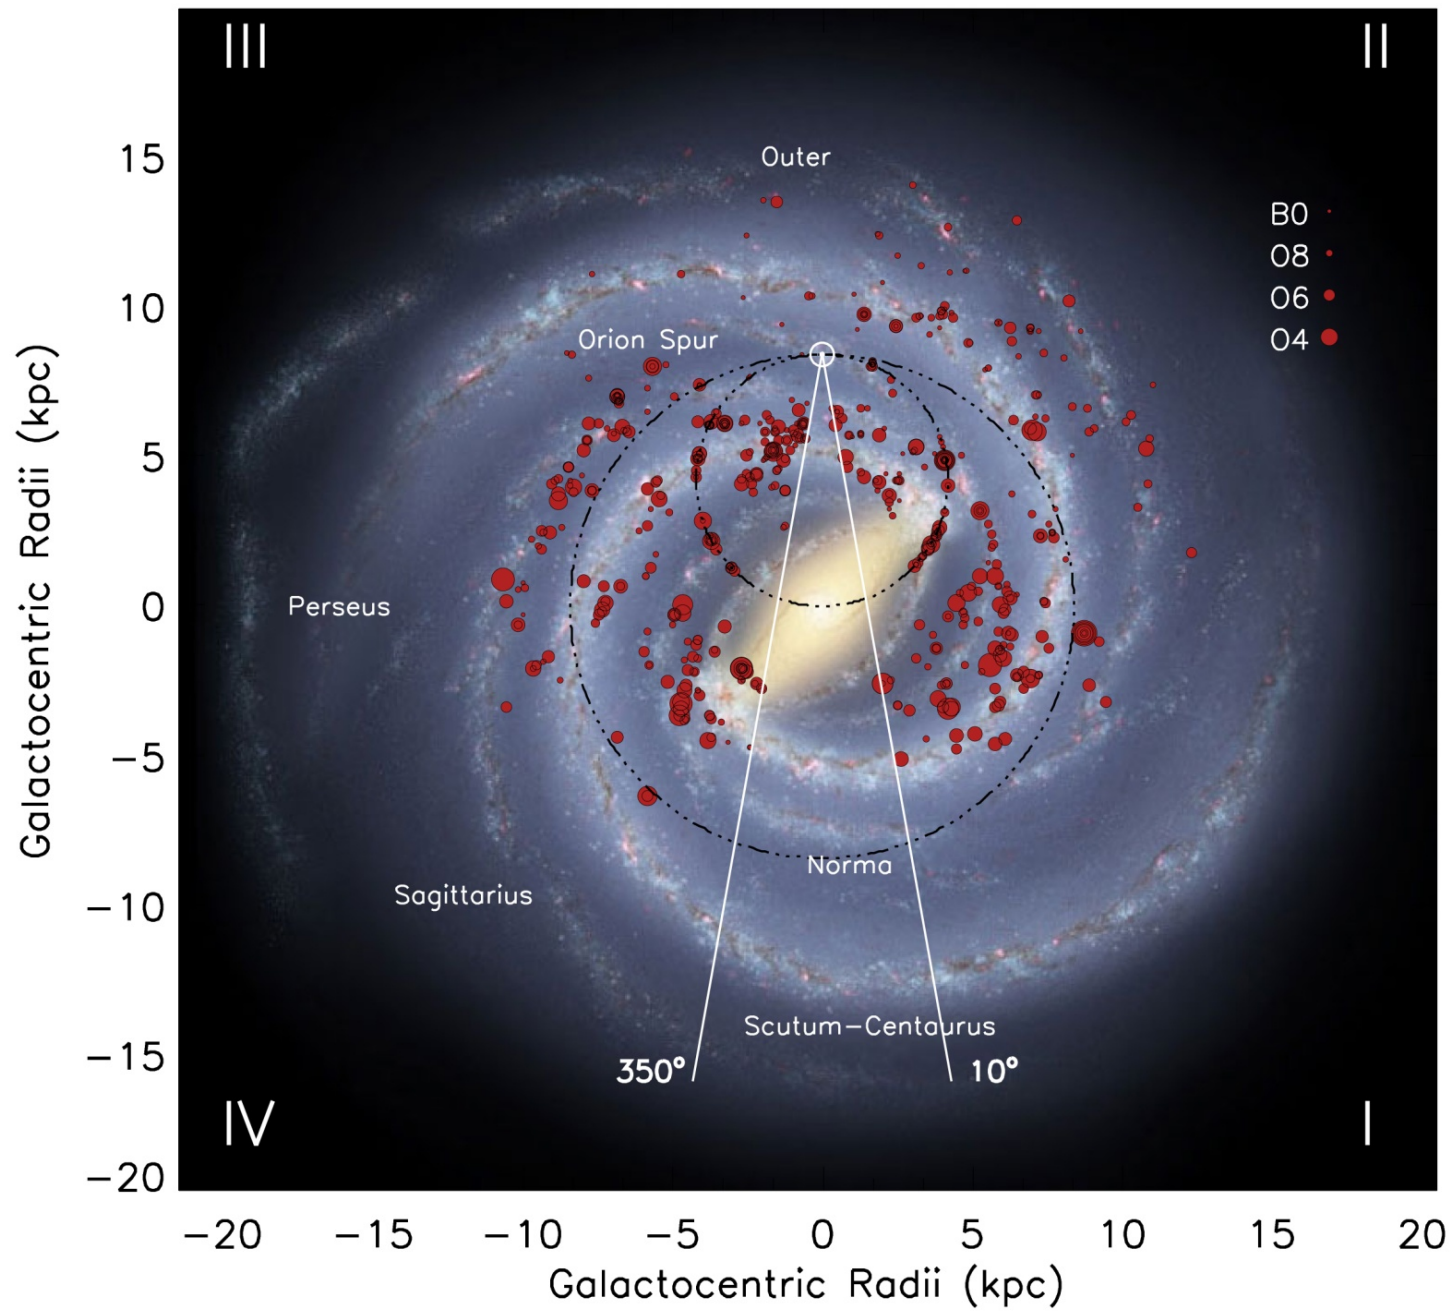 III
II
Outer
B0
O8
O6
O4
Orion Spur
Perseus
Norma
Sagittarius
Scutum-Centaurus
350°
10°
IV
I
15
10
5
0
-5
-10
-15
-20
Galactocentric Radii (kpc)
-20 -15 -10 -5 0 5 10 15 20
Galactocentric Radii (kpc)